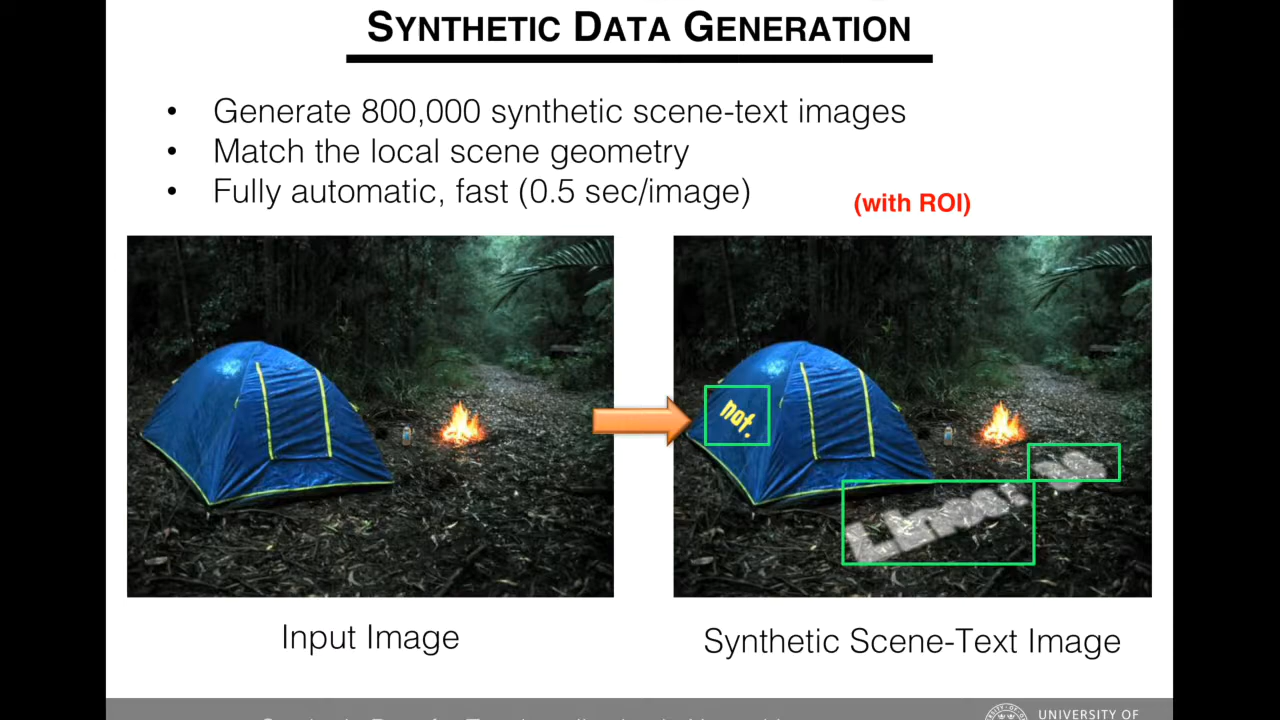 SYNTHETIC DATA GENERATION
• Generate 800,000 synthetic scene-text images
• Match the local scene geometry
• Fully automatic, fast (0.5 sec/image)
(with ROI)
not.
Input Image
Synthetic Scene-Text Image
UNIVERSITY OF